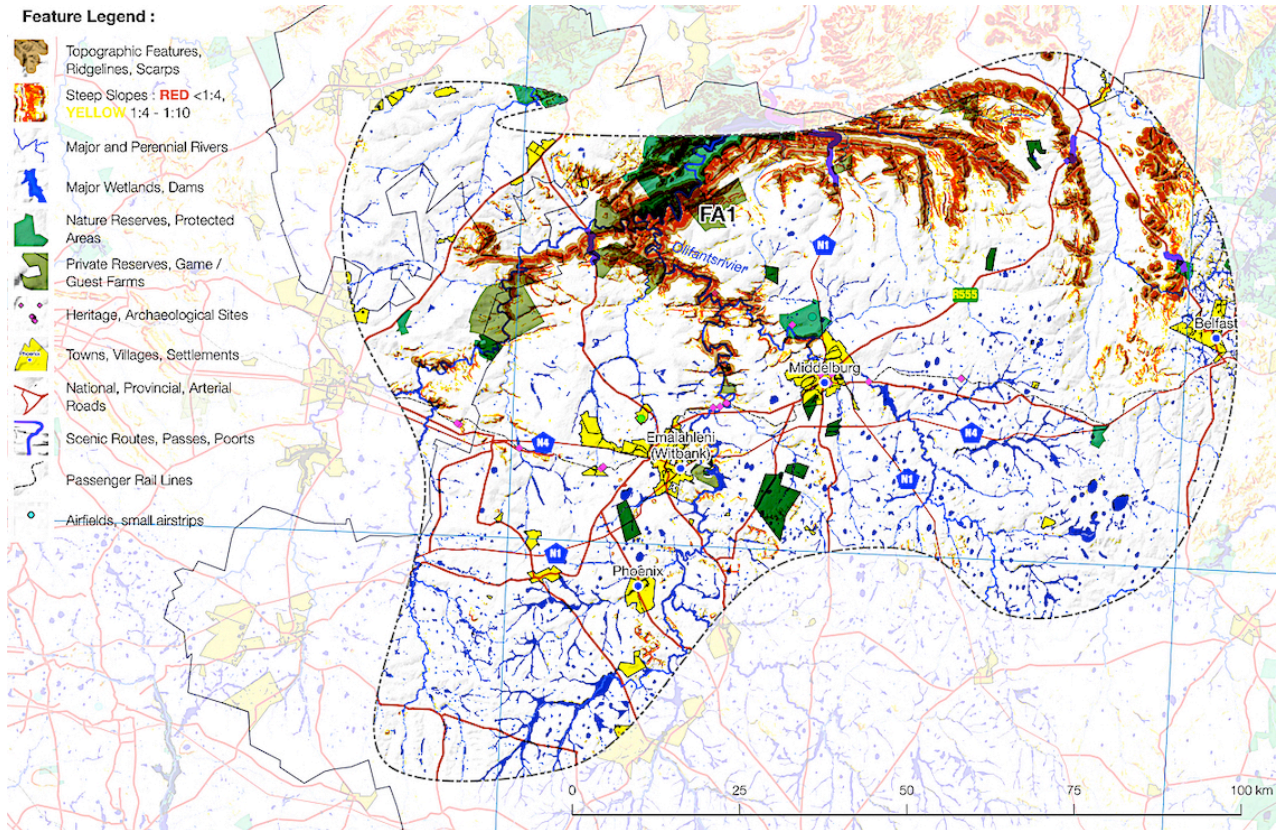 Feature Legend :
Topographic Features,
Ridgelines, Scarps
Steep Slopes : RED <1:4,
YELLOW 1:4 - 1:10
Major and Perennial Rivers
Major Wetlands, Dams
Nature Reserves, Protected
Areas
Private Reserves, Game /
Guest Farms
Heritage, Archaeological Sites
Towns, Villages, Settlements
National, Provincial, Arterial
Roads
Scenic Routes, Passes, Poorts
Passenger Rail Lines
Airfields, small airstrips
FA1
Olifantsrivier
N1
R555
Belfast
Middelburg
N4
Emalahleni
(Witbank)
N4
N1
N1
Phoenix
0 25 50 75 100 km